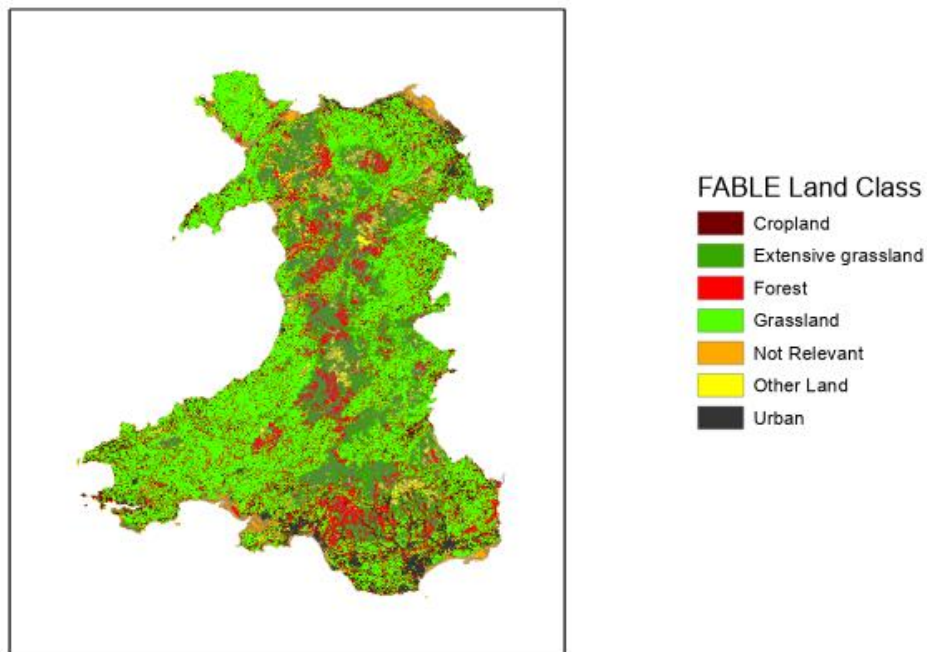 FABLE Land Class
Cropland
Extensive grassland
Forest
Grassland
Not Relevant
Other Land
Urban